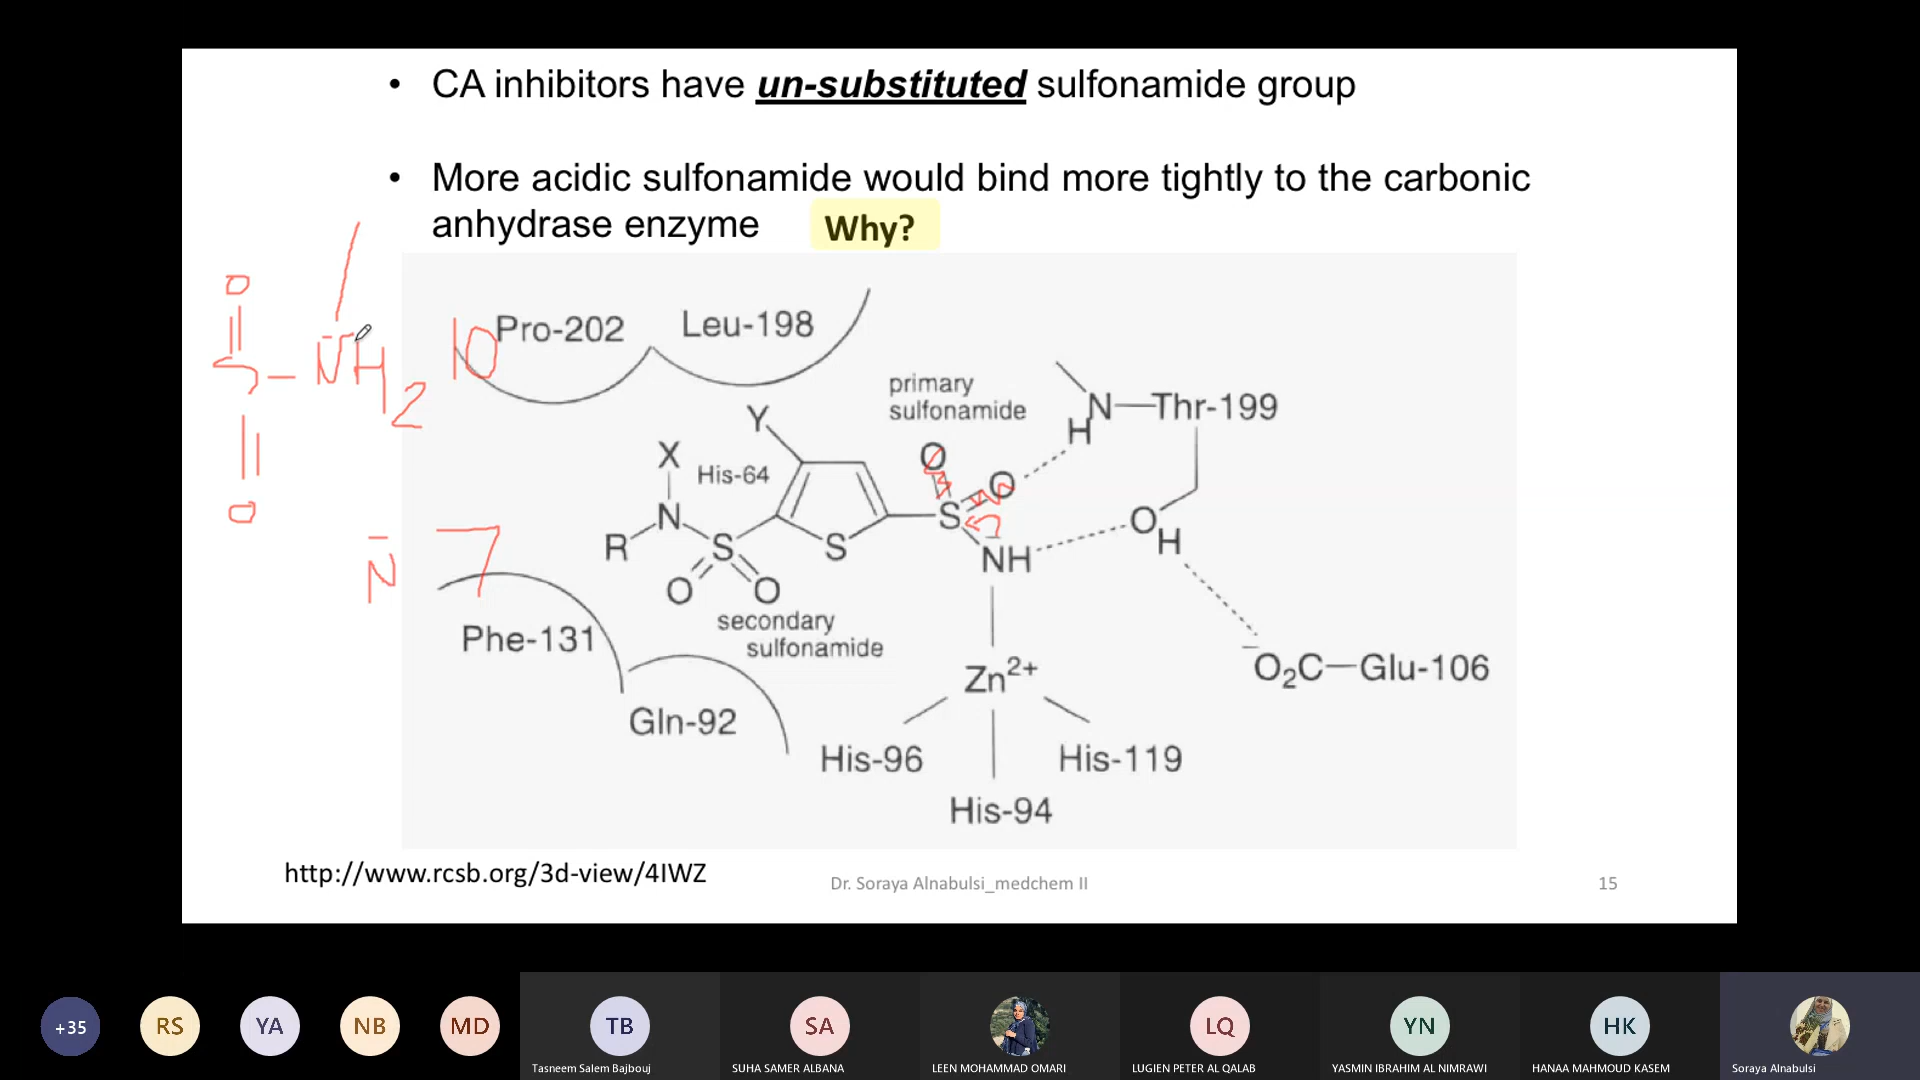 • CA inhibitors have un-substituted sulfonamide group
• More acidic sulfonamide would bind more tightly to the carbonic
anhydrase enzyme Why?
O
S-NH2 10
O
N 7
Pro-202 Leu-198
primary
sulfonamide
N—Thr-199
H
Y
X
His-64
O
O
N
S
NH
O
H
R
S
S
O O
secondary
sulfonamide
Phe-131
Gln-92
Zn2+
-O2C—Glu-106
His-96
His-119
His-94
http://www.rcsb.org/3d-view/4IWZ
Dr. Soraya Alnabulsi_medchem II
15
+35
RS
YA
NB
MD
TB
SA
LQ
YN
HK
Tasneem Salem Bajbouj
SUHA SAMER ALBANA
LEEN MOHAMMAD OMARI
LUGIEN PETER AL QALAB
YASMIN IBRAHIM AL NIMRAWI
HANAA MAHMOUD KASEM
Soraya Alnabulsi